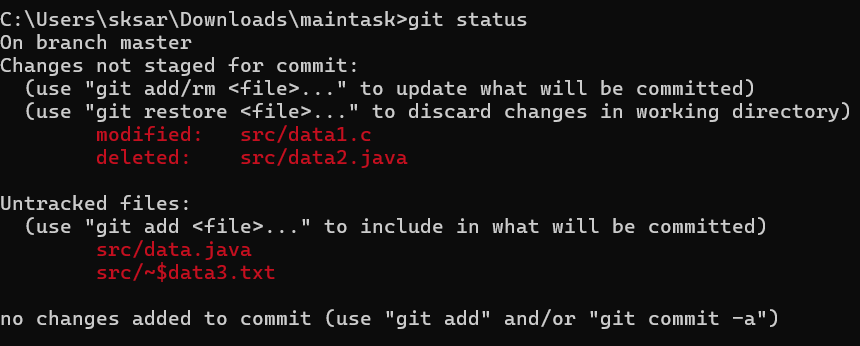 C:\Users\sksar\Downloads\maintask>git status
On branch master
Changes not staged for commit:
  (use "git add/rm <file>..." to update what will be committed)
  (use "git restore <file>..." to discard changes in working directory)
        modified:   src/data1.c
        deleted:    src/data2.java

Untracked files:
  (use "git add <file>..." to include in what will be committed)
        src/data.java
        src/~$data3.txt

no changes added to commit (use "git add" and/or "git commit -a")